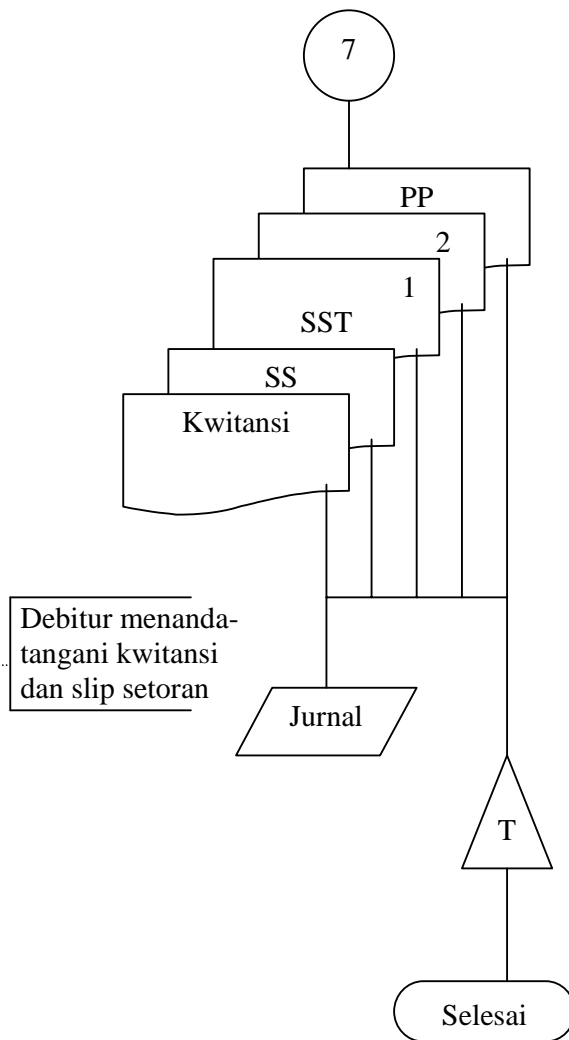 7
PP
2
1
SST
SS
Kwitansi
Debitur menanda-
tangani kwitansi
dan slip setoran
Jurnal
T
Selesai